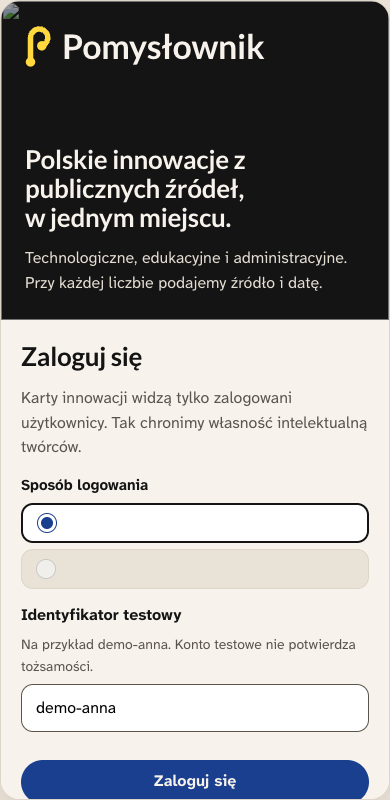 Pomysłownik
Polskie innowacje z
publicznych źródeł,
w jednym miejscu.
Technologiczne, edukacyjne i administracyjne.
Przy każdej liczbie podajemy źródło i datę.
Zaloguj się
Karty innowacji widzą tylko zalogowani
użytkownicy. Tak chronimy własność intelektualną
twórców.
Sposób logowania
Identyfikator testowy
Na przykład demo-anna. Konto testowe nie potwierdza
tożsamości.
demo-anna
Zaloguj się